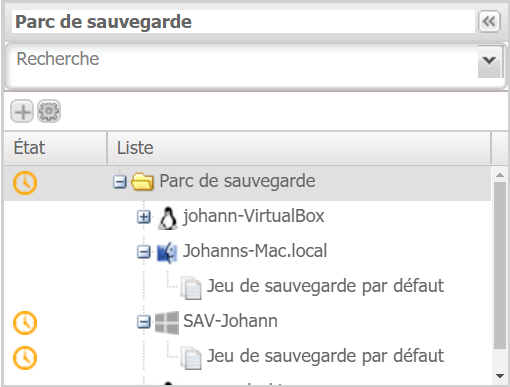 Parc de sauvegarde
Recherche
État Liste
Parc de sauvegarde
johann-VirtualBox
Johanns-Mac.local
Jeu de sauvegarde par défaut
SAV-Johann
Jeu de sauvegarde par défaut